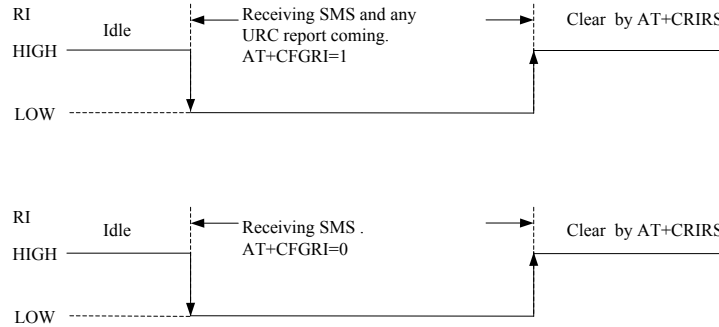 RI
Idle
Receiving SMS and any
URC report coming.
AT+CFGRI=1
Clear by AT+CRIRS
HIGH
LOW
RI
Idle
Receiving SMS .
AT+CFGRI=0
Clear by AT+CRIRS
HIGH
LOW